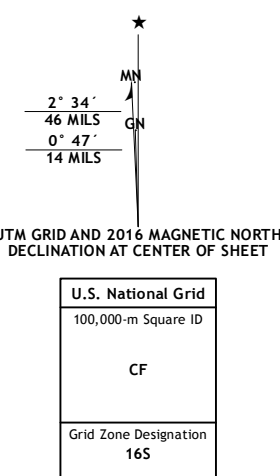 MN
2° 34´
46 MILS
GN
0° 47´
14 MILS
UTM GRID AND 2016 MAGNETIC NORTH
DECLINATION AT CENTER OF SHEET
U.S. National Grid
100,000-m Square ID
CF
Grid Zone Designation
16S